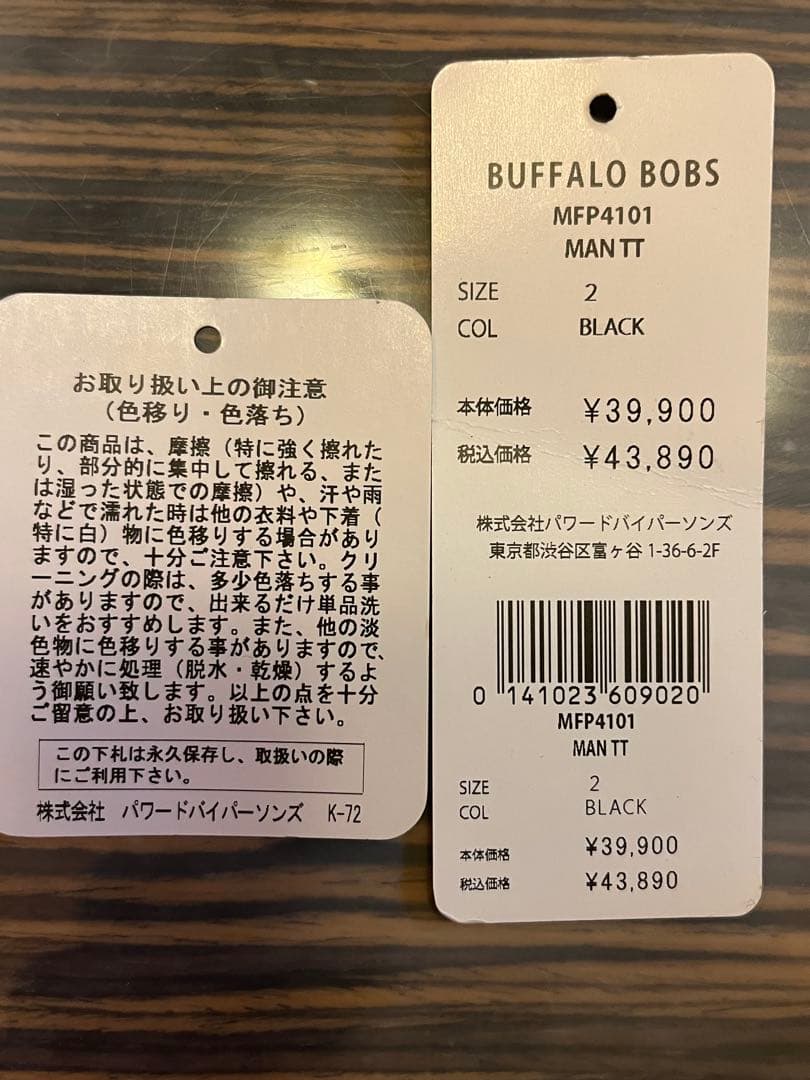 お取り扱い上の御注意
（色移り・色落ち）
この商品は、摩擦（特に強く擦れた
り、部分的に集中して擦れる、また
は湿った状態での摩擦）や、汗や雨
などで濡れた時は他の衣料や下着（
特に白）物に色移りする場合があり
ますので、十分ご注意下さい。クリ
ーニングの際は、多少色落ちする事
がありますので、出来るだけ単品洗
いをおすすめします。また、他の淡
色物に色移りする事がありますので、
速やかに処理（脱水・乾燥）するよ
う御願い致します。以上の点を十分
ご留意の上、お取り扱い下さい。
この下札は永久保存し、取扱いの際
にご利用下さい。
株式会社 パワードバイパーソンズ K-72
BUFFALO BOBS
MFP4101
MAN TT
SIZE 2
COL BLACK
本体価格 ¥39,900
税込価格 ¥43,890
株式会社パワードバイパーソンズ
東京都渋谷区富ヶ谷 1-36-6-2F
0 141023 609020
MFP4101
MAN TT
SIZE 2
COL BLACK
本体価格 ¥39,900
税込価格 ¥43,890